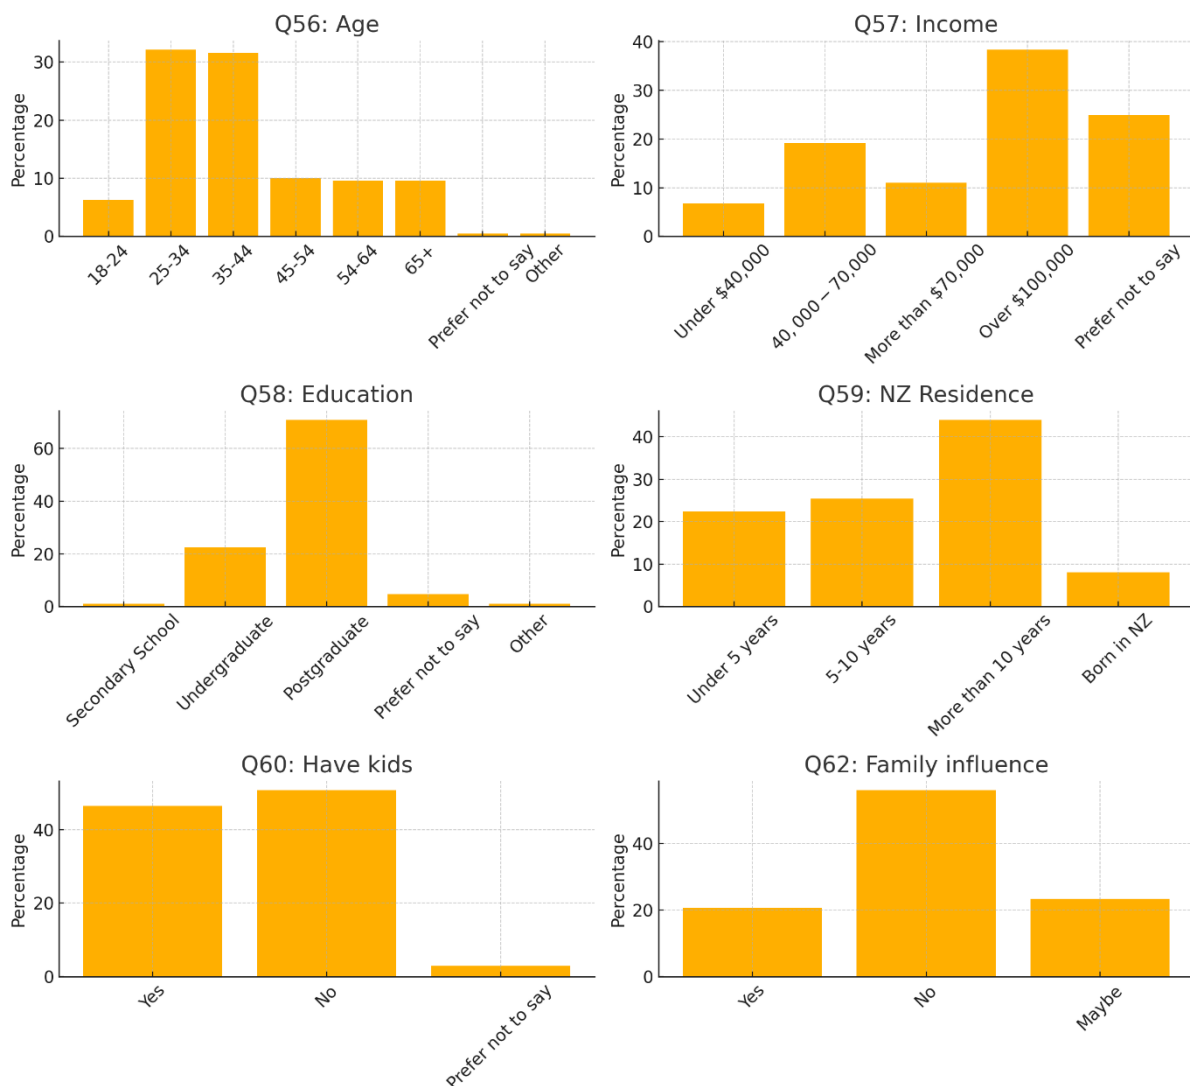 Q56: Age
Percentage
30
20
10
0
18-24
25-34
35-44
45-54
54-64
65+
Prefer not to say
Other
Q57: Income
Percentage
40
30
20
10
0
Under $40,000
40,000 − 70,000
More than $70,000
Over $100,000
Prefer not to say
Q58: Education
Percentage
60
40
20
0
Secondary School
Undergraduate
Postgraduate
Prefer not to say
Other
Q59: NZ Residence
Percentage
40
30
20
10
0
Under 5 years
5-10 years
More than 10 years
Born in NZ
Q60: Have kids
Percentage
40
20
0
Yes
No
Prefer not to say
Q62: Family influence
Percentage
40
20
0
Yes
No
Maybe